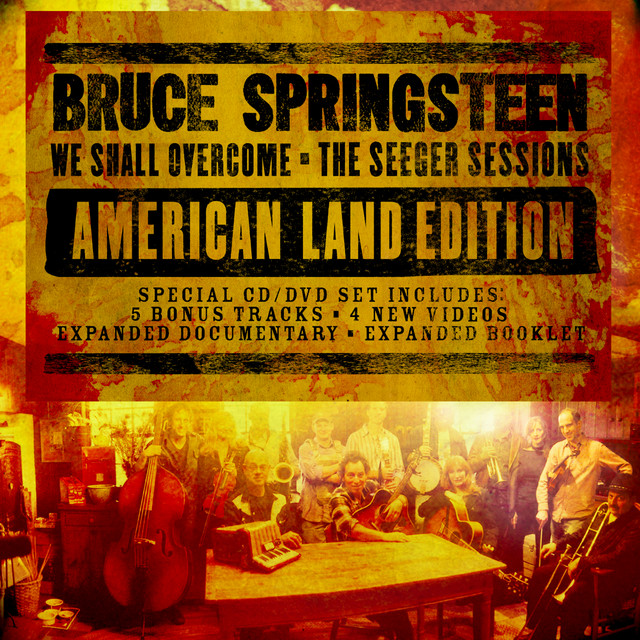 BRUCE SPRINGSTEEN
WE SHALL OVERCOME ▪ THE SEEGER SESSIONS
AMERICAN LAND EDITION
SPECIAL CD/DVD SET INCLUDES:
5 BONUS TRACKS ▪ 4 NEW VIDEOS
EXPANDED DOCUMENTARY ▪ EXPANDED BOOKLET